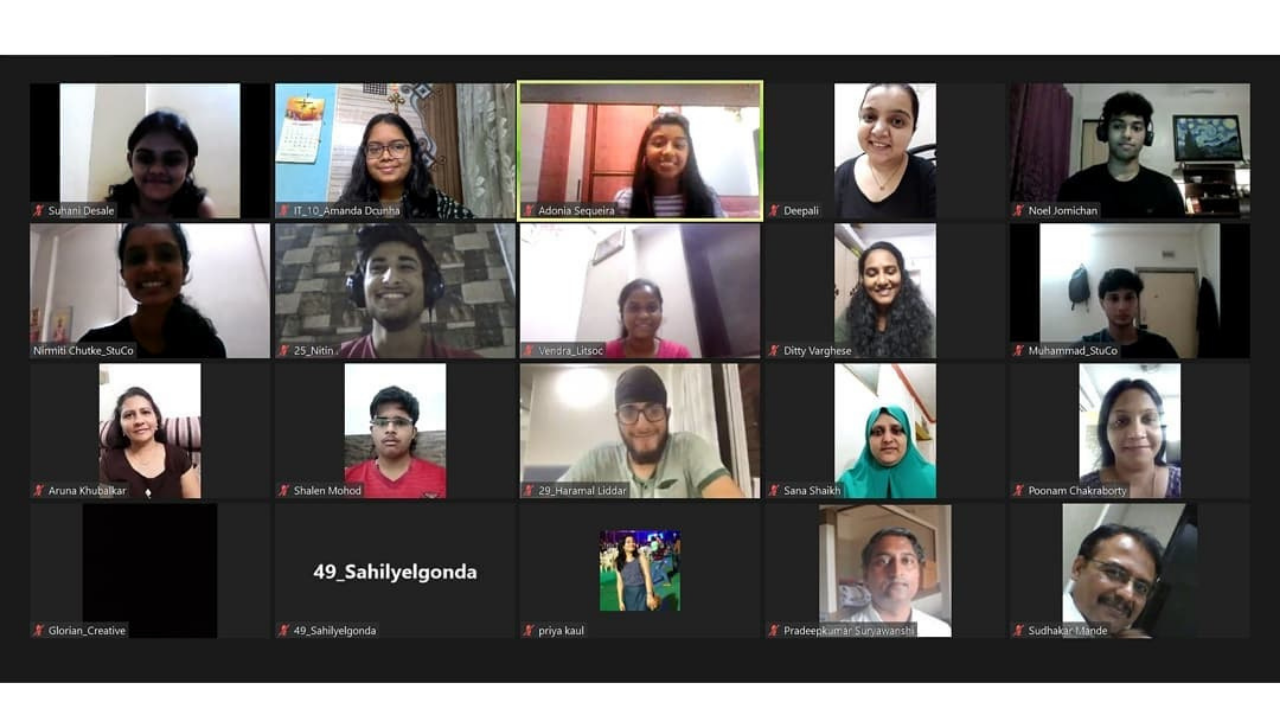 Suhani Desale
IT_10_Amanda Dcunha
Adonia Sequeira
Deepali
Noel Jomichan
Nirmiti Chutke_StuCo
25_Nitin
Vendra_Litsoc
Ditty Varghese
Muhammad_StuCo
Aruna Khubalkar
Shalen Mohod
29_Haramal Liddar
Sana Shaikh
Poonam Chakraborty
Glorian_Creative
49_Sahilyelgonda
49_Sahilyelgonda
priya kaul
Pradeepkumar Suryawanshi
Sudhakar Mande